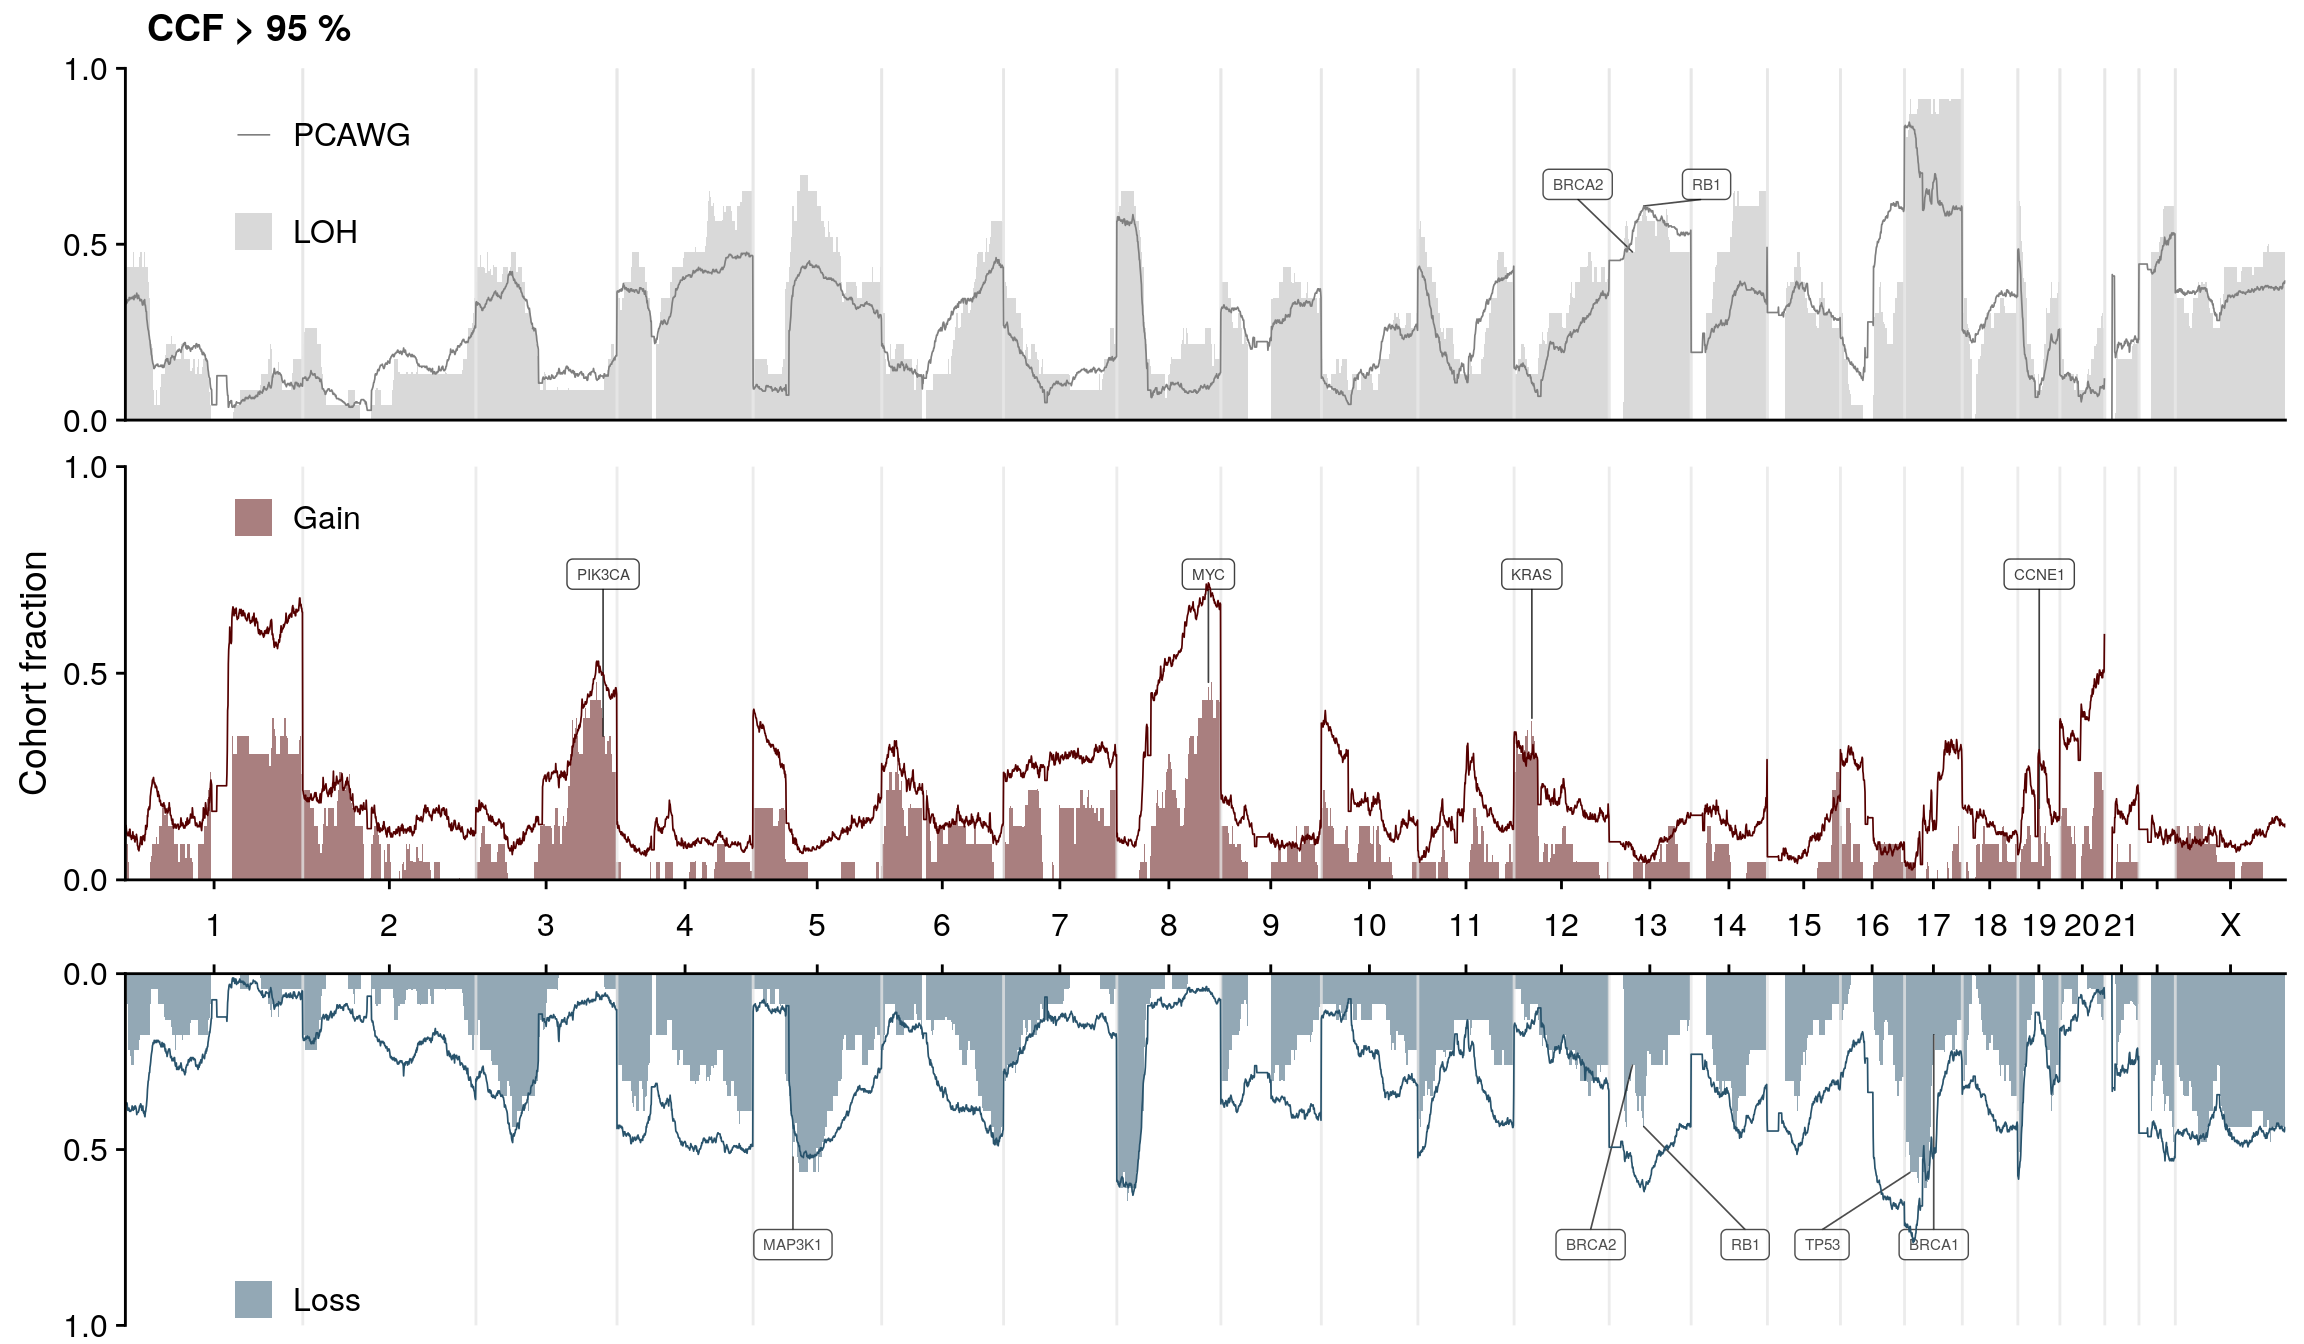 CCF > 95 %
1.0
PCAWG
BRCA2 RB1
LOH
0.5
0.0
1.0
Gain
PIK3CA MYC KRAS CCNE1
0.5
Cohort fraction
0.0
1 2 3 4 5 6 7 8 9 10 11 12 13 14 15 16 17 18 19 20 21 X
0.0
0.5
MAP3K1 BRCA2 RB1 TP53 BRCA1
Loss
1.0